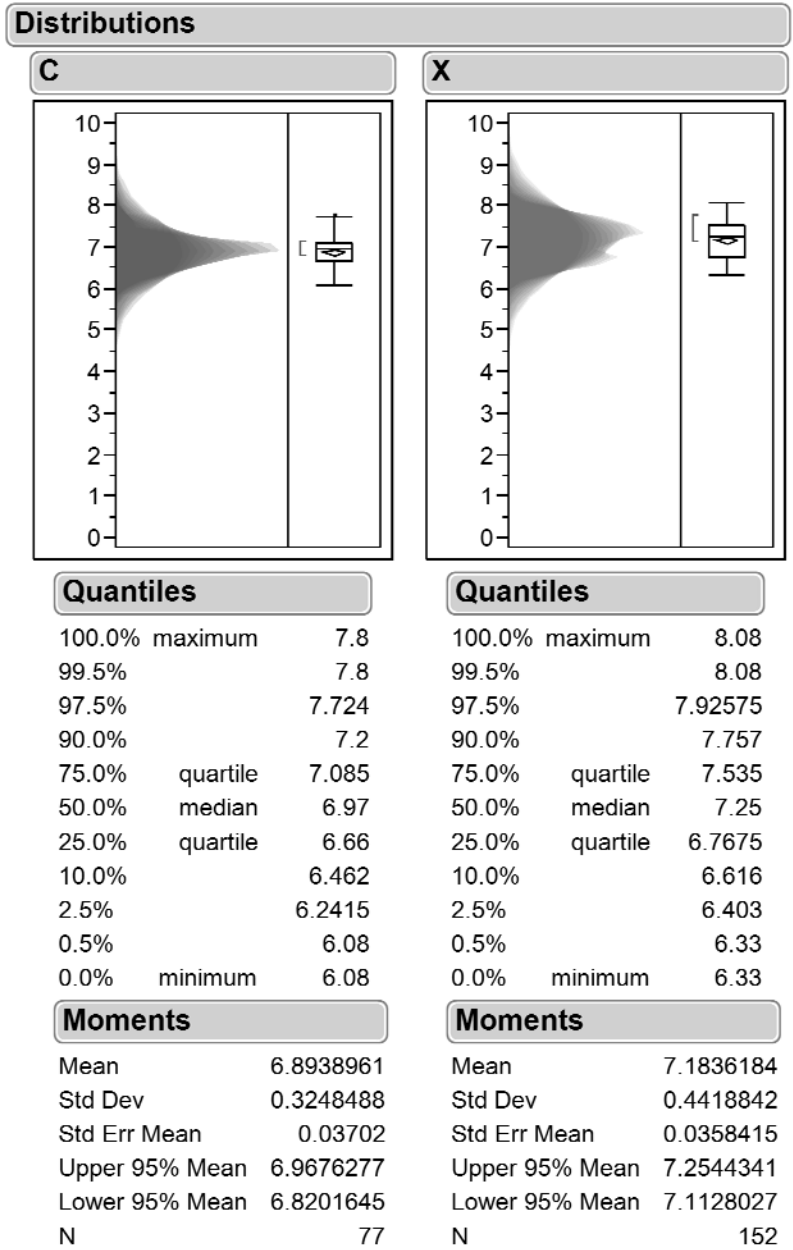 Distributions
C
10
9
8
7
6
5
4
3
2
1
0
Quantiles
100.0% maximum 7.8
99.5% 7.8
97.5% 7.724
90.0% 7.2
75.0% quartile 7.085
50.0% median 6.97
25.0% quartile 6.66
10.0% 6.462
2.5% 6.2415
0.5% 6.08
0.0% minimum 6.08
Moments
Mean 6.8938961
Std Dev 0.3248488
Std Err Mean 0.03702
Upper 95% Mean 6.9676277
Lower 95% Mean 6.8201645
N 77
X
10
9
8
7
6
5
4
3
2
1
0
Quantiles
100.0% maximum 8.08
99.5% 8.08
97.5% 7.92575
90.0% 7.757
75.0% quartile 7.535
50.0% median 7.25
25.0% quartile 6.7675
10.0% 6.616
2.5% 6.403
0.5% 6.33
0.0% minimum 6.33
Moments
Mean 7.1836184
Std Dev 0.4418842
Std Err Mean 0.0358415
Upper 95% Mean 7.2544341
Lower 95% Mean 7.1128027
N 152